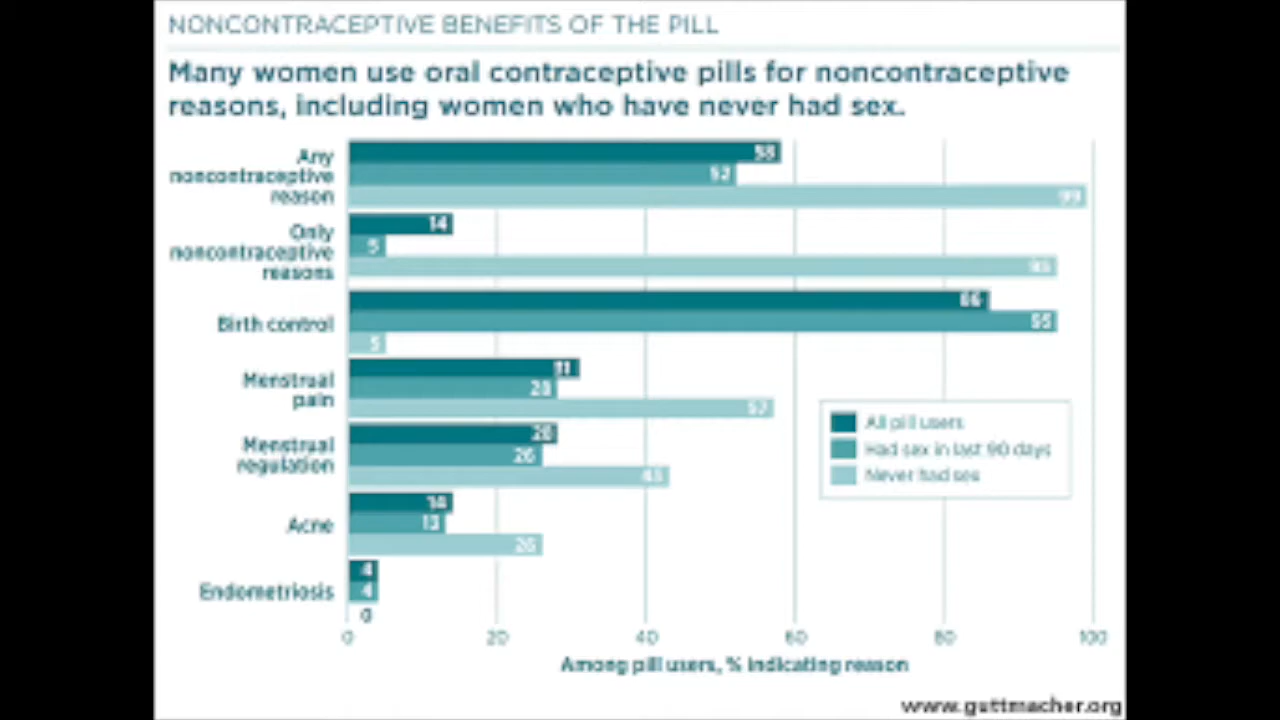 NONCONTRACEPTIVE BENEFITS OF THE PILL
Many women use oral contraceptive pills for noncontraceptive
reasons, including women who have never had sex.
Any
noncontraceptive
reason
58
52
99
Only
noncontraceptive
reasons
14
5
95
Birth control
86
95
5
Menstrual
pain
31
28
57
Menstrual
regulation
28
26
43
Acne
14
13
26
Endometriosis
4
4
0
All pill users
Had sex in last 90 days
Never had sex
0 20 40 60 80 100
Among pill users, % indicating reason
www.guttmacher.org